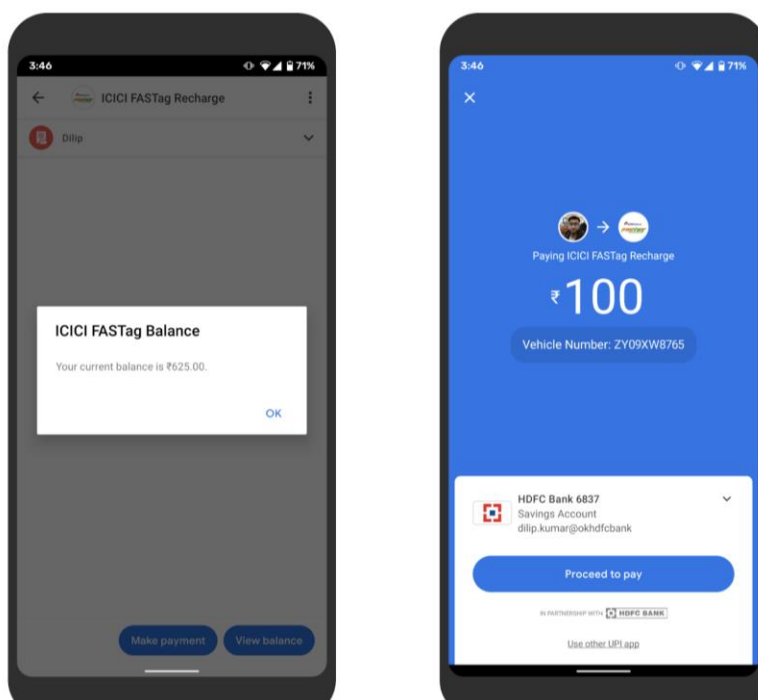 3:46
71%
ICICI FASTag Recharge
Dilip
ICICI FASTag Balance
Your current balance is ₹625.00.
OK
Make payment
View balance
3:46
71%
Paying ICICI FASTag Recharge
₹100
Vehicle Number: ZY09XW8765
HDFC Bank 6837
Savings Account
dilip.kumar@okhdfcbank
Proceed to pay
IN PARTNERSHIP WITH HDFC BANK
Use other UPI app